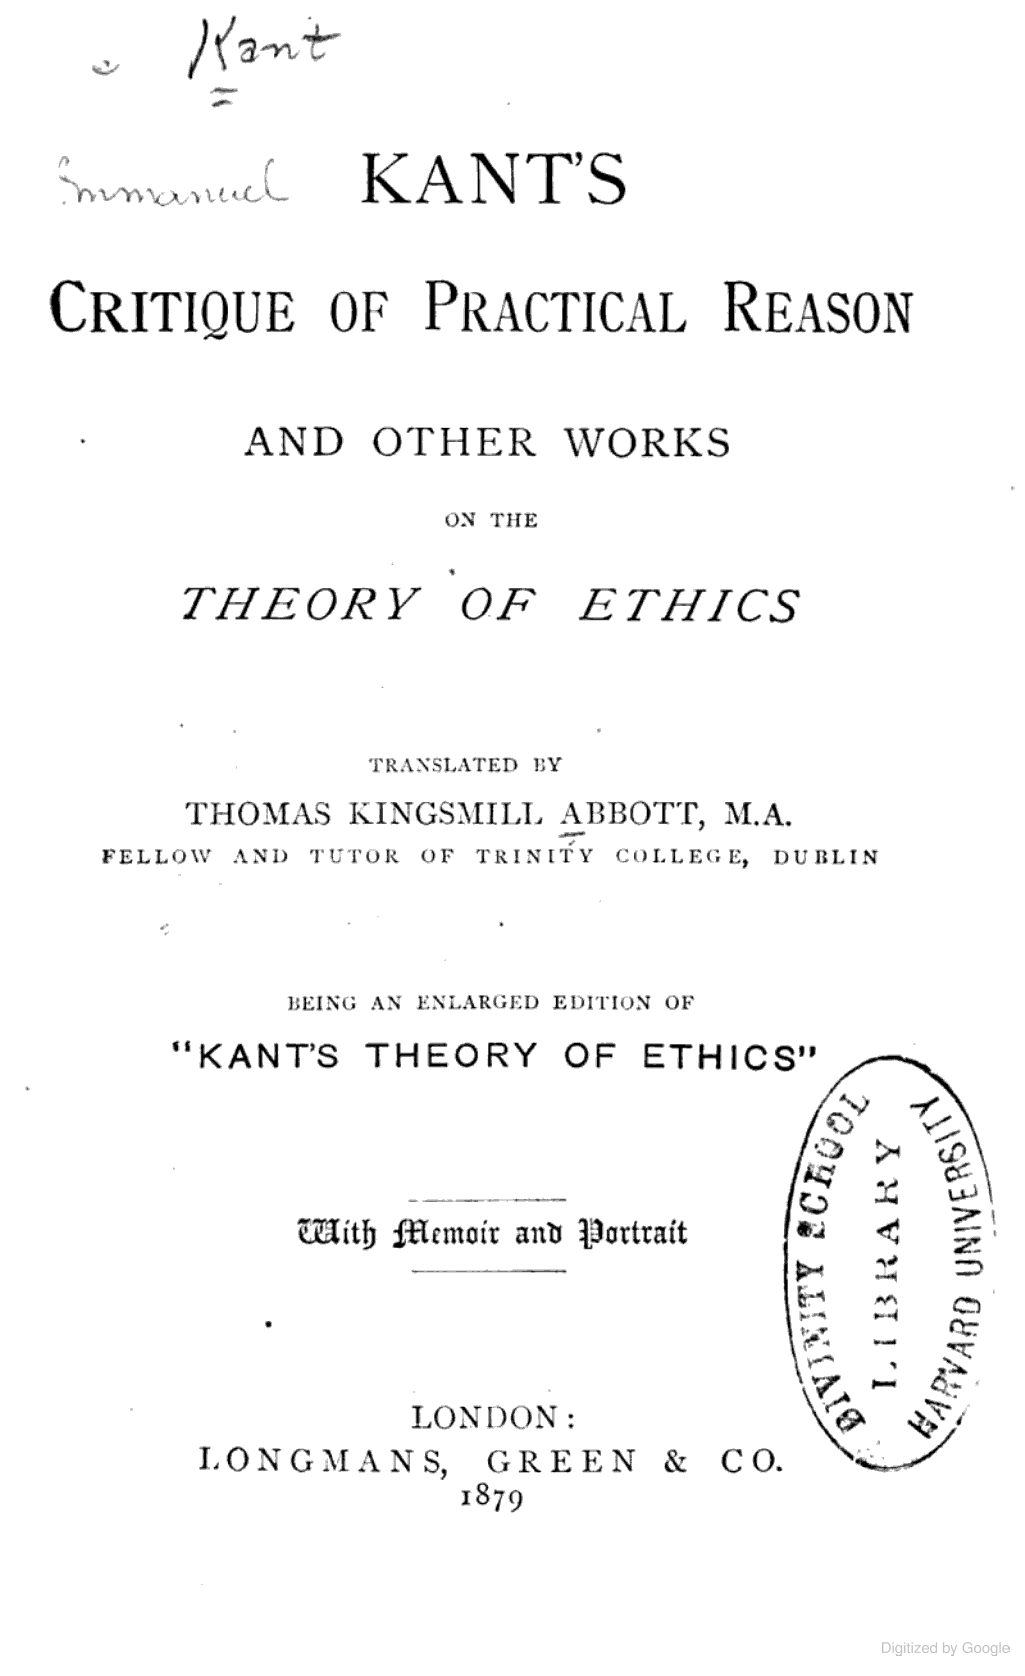 Kant
Immanuel
KANT'S
CRITIQUE OF PRACTICAL REASON
AND OTHER WORKS
ON THE
THEORY OF ETHICS
TRANSLATED BY
THOMAS KINGSMILL ABBOTT, M.A.
FELLOW AND TUTOR OF TRINITY COLLEGE, DUBLIN
BEING AN ENLARGED EDITION OF
"KANT'S THEORY OF ETHICS"
With Memoir and Portrait
DIVINITY SCHOOL
LIBRARY
HARVARD UNIVERSITY
LONDON:
LONGMANS, GREEN & CO.
1879
Digitized by Google